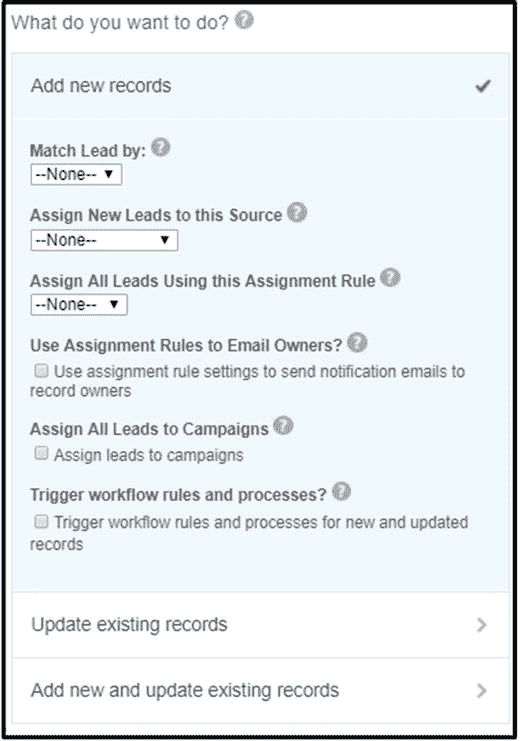 What do you want to do? ?
Add new records
Match Lead by: ?
--None--
Assign New Leads to this Source ?
--None--
Assign All Leads Using this Assignment Rule ?
--None--
Use Assignment Rules to Email Owners? ?
Use assignment rule settings to send notification emails to
record owners
Assign All Leads to Campaigns ?
Assign leads to campaigns
Trigger workflow rules and processes? ?
Trigger workflow rules and processes for new and updated
records
Update existing records
Add new and update existing records